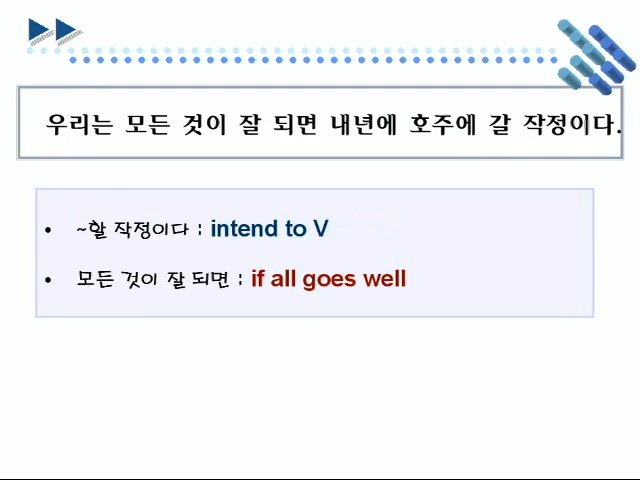 우리는 모든 것이 잘 되면 내년에 호주에 갈 작정이다.
• ~할 작정이다 : intend to V
• 모든 것이 잘 되면 : if all goes well